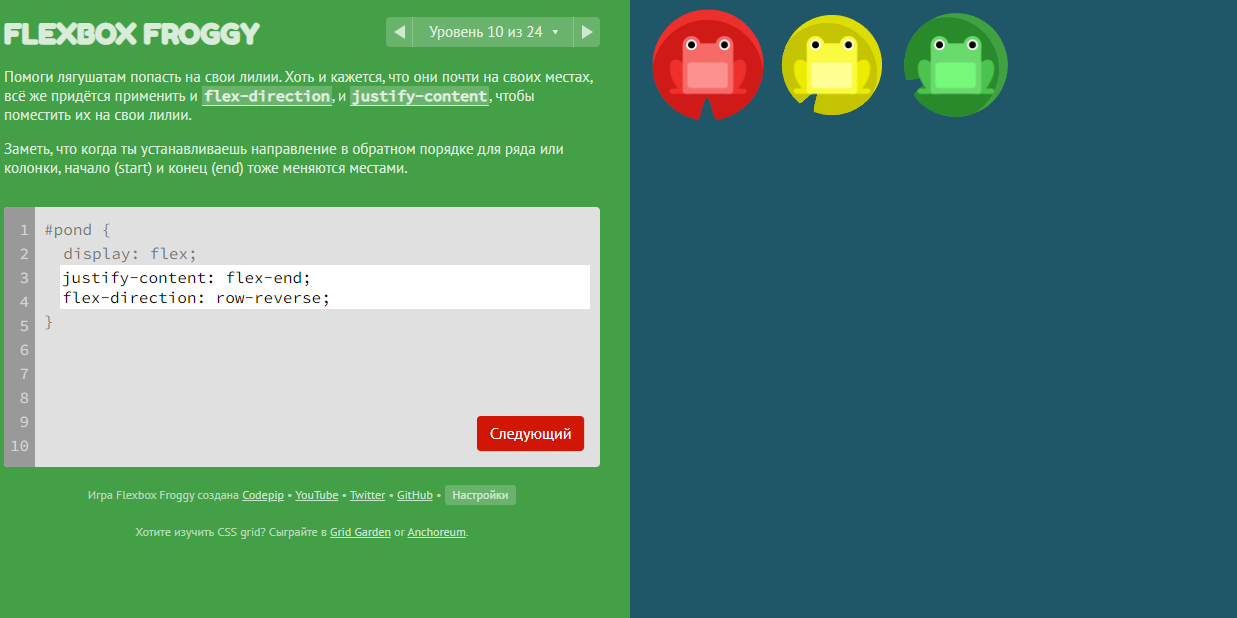 FLEXBOX FROGGY
Уровень 10 из 24
Помоги лягушатам попасть на свои лилии. Хоть и кажется, что они почти на своих местах,
всё же придётся применить и flex-direction, и justify-content, чтобы
поместить их на свои лилии.
Заметь, что когда ты устанавливаешь направление в обратном порядке для ряда или
колонки, начало (start) и конец (end) тоже меняются местами.
1 #pond {
2 display: flex;
3 justify-content: flex-end;
4 flex-direction: row-reverse;
5 }
6
7
8
9
10
Следующий
Игра Flexbox Froggy создана Codepip • YouTube • Twitter • GitHub • Настройки
Хотите изучить CSS grid? Сыграйте в Grid Garden or Anchoreum.